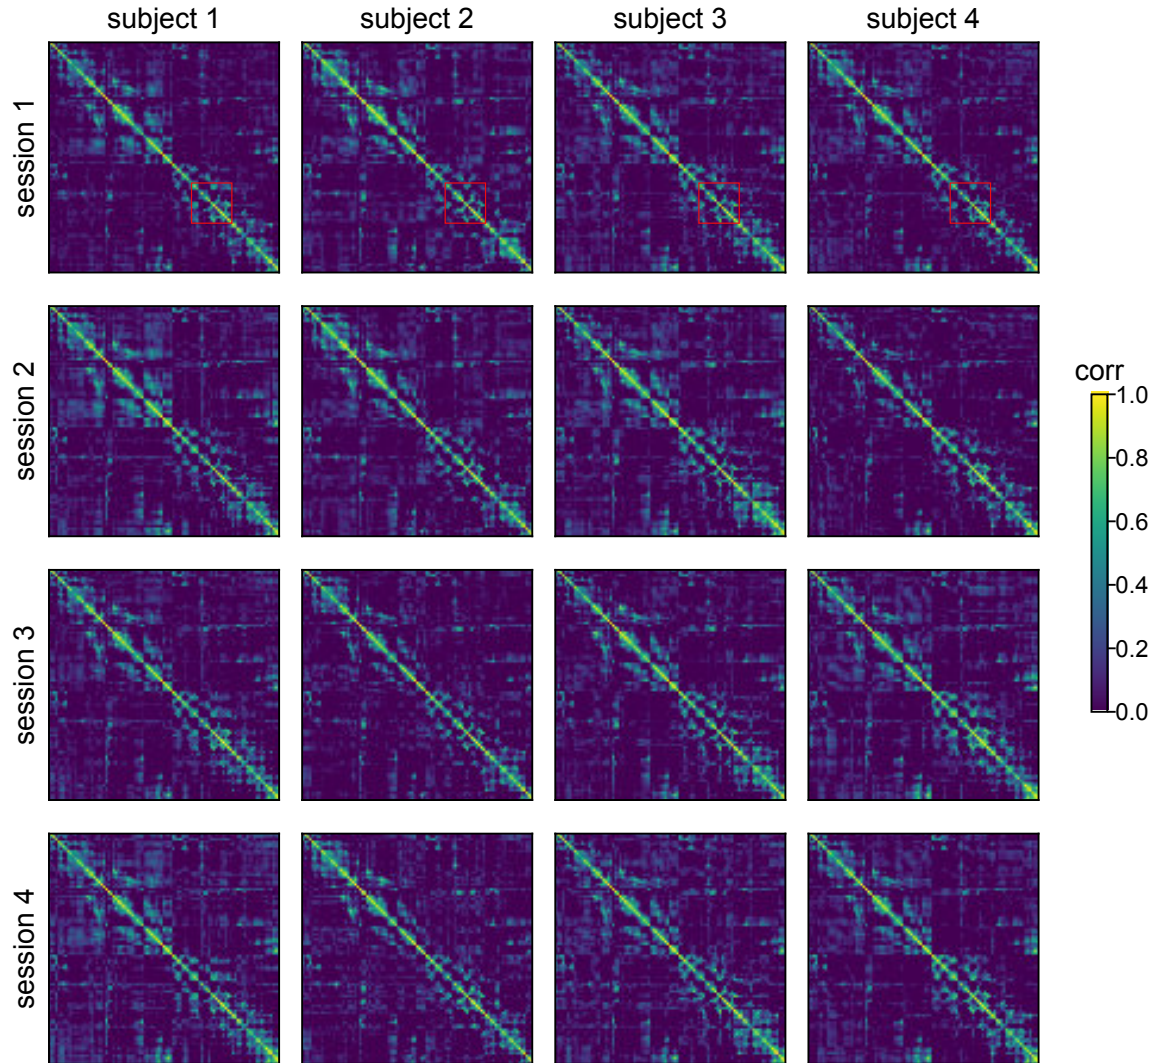 subject 1
subject 2
subject 3
subject 4
session 1
session 2
session 3
session 4
corr
1.0
0.8
0.6
0.4
0.2
0.0